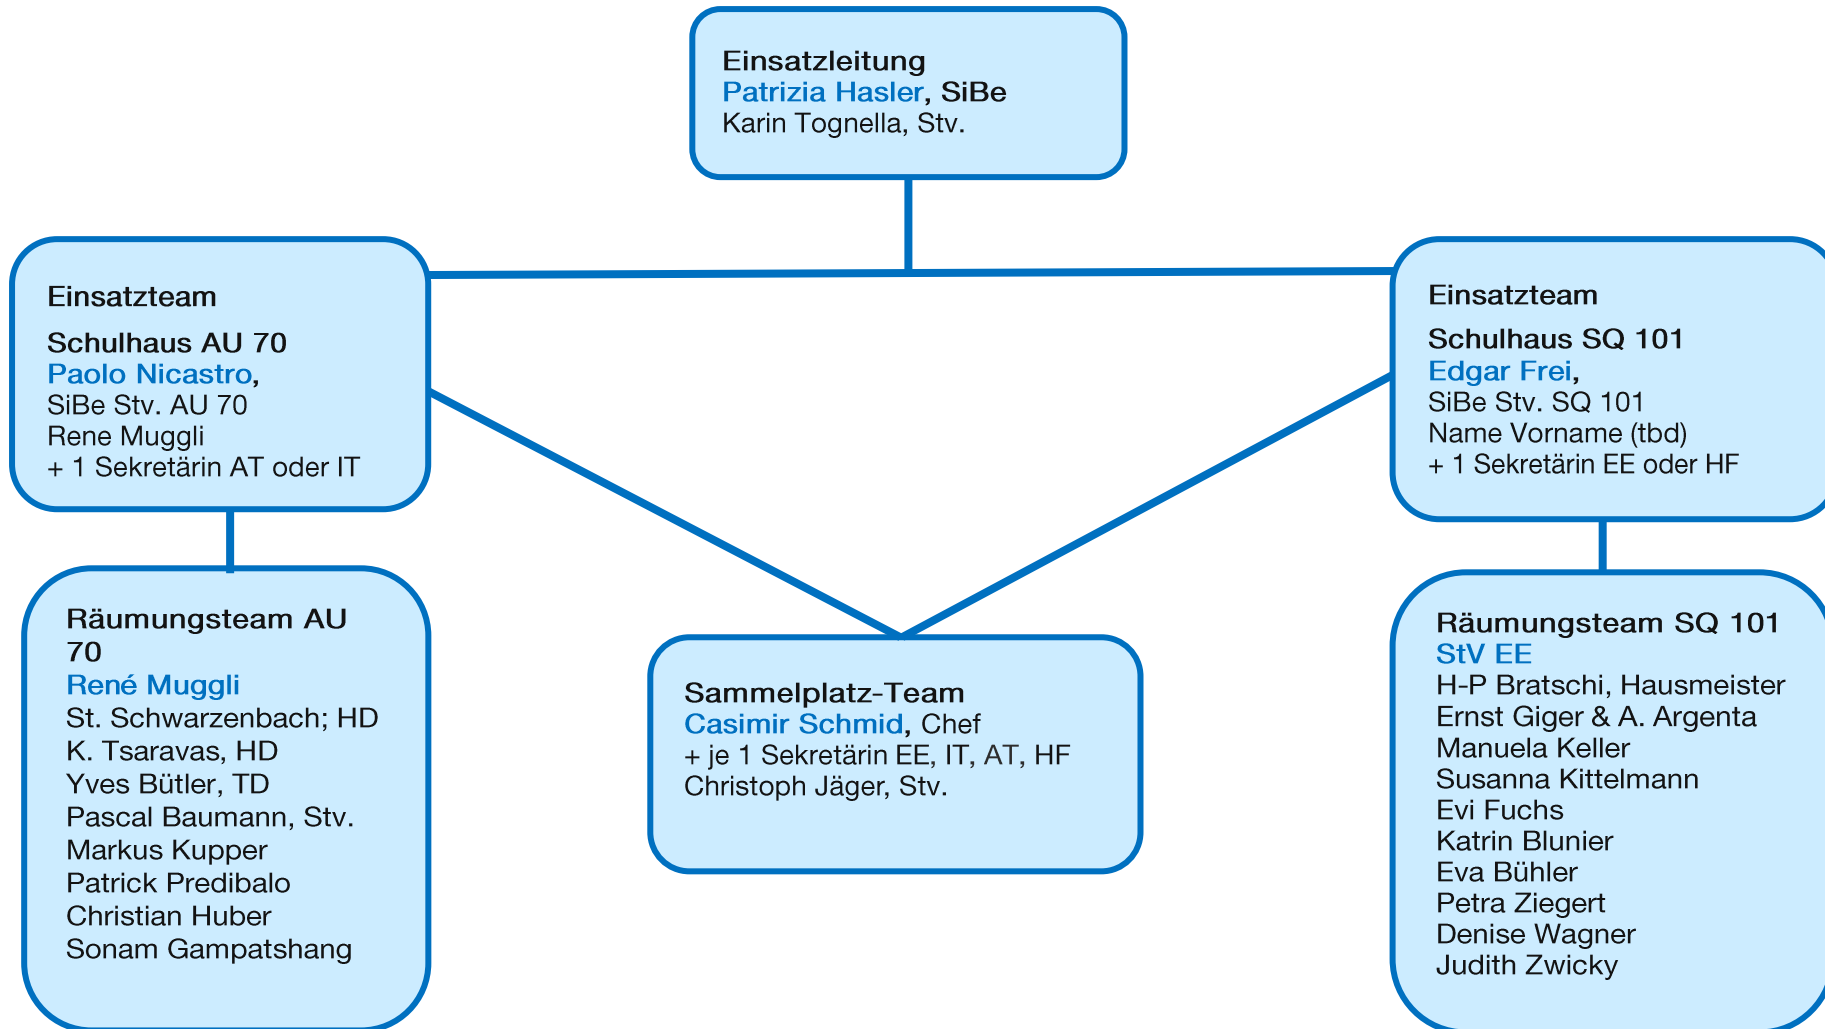 Einsatzleitung
Patrizia Hasler, SiBe
Karin Tognella, Stv.
Einsatzteam
Schulhaus AU 70
Paolo Nicastro,
SiBe Stv. AU 70
Rene Muggli
+ 1 Sekretärin AT oder IT
Einsatzteam
Schulhaus SQ 101
Edgar Frei,
SiBe Stv. SQ 101
Name Vorname (tbd)
+ 1 Sekretärin EE oder HF
Räumungsteam AU
70
René Muggli
St. Schwarzenbach; HD
K. Tsaravas, HD
Yves Bütler, TD
Pascal Baumann, Stv.
Markus Kupper
Patrick Predibalo
Christian Huber
Sonam Gampatshang
Sammelplatz-Team
Casimir Schmid, Chef
+ je 1 Sekretärin EE, IT, AT, HF
Christoph Jäger, Stv.
Räumungsteam SQ 101
StV EE
H-P Bratschi, Hausmeister
Ernst Giger & A. Argenta
Manuela Keller
Susanna Kittelmann
Evi Fuchs
Katrin Blunier
Eva Bühler
Petra Ziegert
Denise Wagner
Judith Zwicky